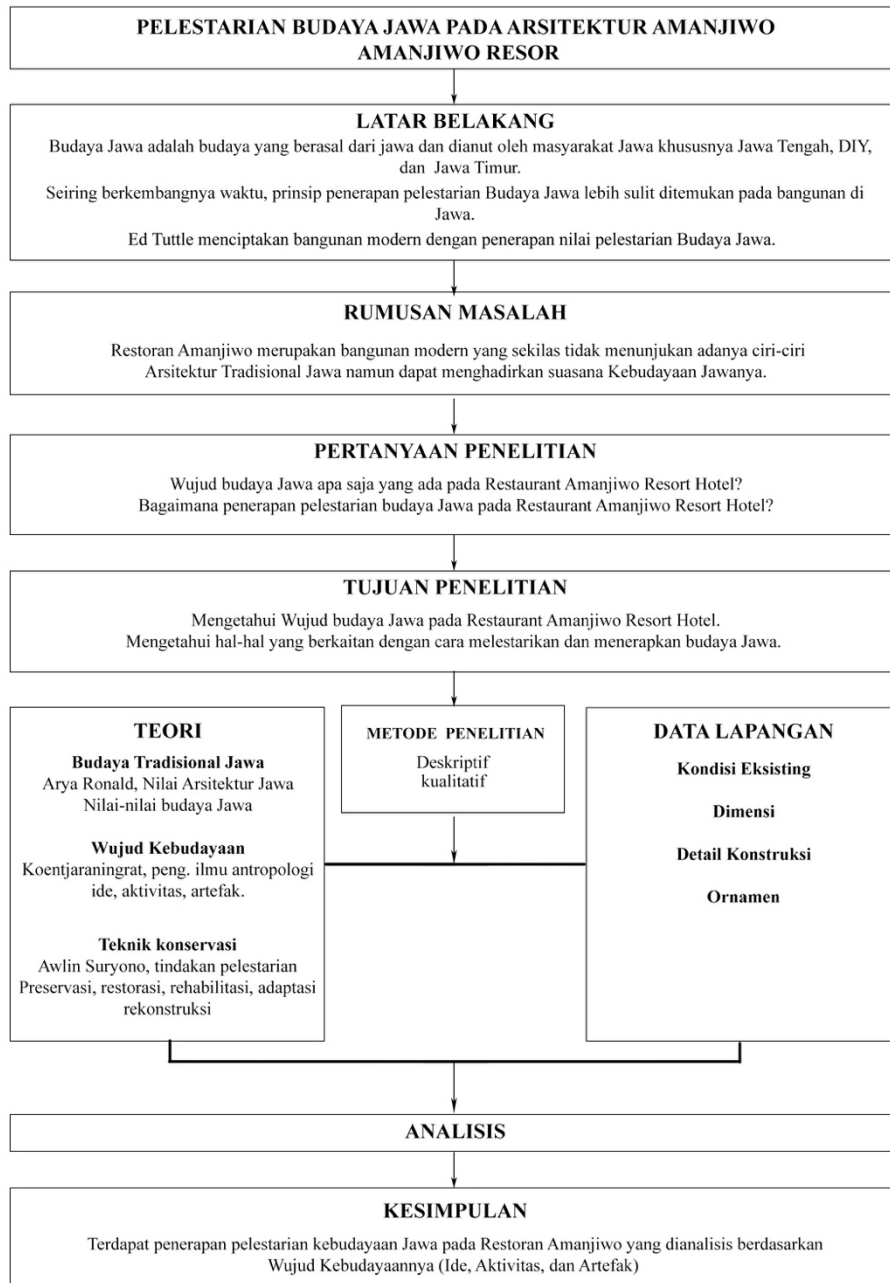 PELESTARIAN BUDAYA JAWA PADA ARSITEKTUR AMANJIWO
AMANJIWO RESOR
LATAR BELAKANG
Budaya Jawa adalah budaya yang berasal dari jawa dan dianut oleh masyarakat Jawa khususnya Jawa Tengah, DIY,
dan Jawa Timur.
Seiring berkembangnya waktu, prinsip penerapan pelestarian Budaya Jawa lebih sulit ditemukan pada bangunan di
Jawa.
Ed Tuttle menciptakan bangunan modern dengan penerapan nilai pelestarian Budaya Jawa.
RUMUSAN MASALAH
Restoran Amanjiwo merupakan bangunan modern yang sekilas tidak menunjukan adanya ciri-ciri
Arsitektur Tradisional Jawa namun dapat menghadirkan suasana Kebudayaan Jawanya.
PERTANYAAN PENELITIAN
Wujud budaya Jawa apa saja yang ada pada Restaurant Amanjiwo Resort Hotel?
Bagaimana penerapan pelestarian budaya Jawa pada Restaurant Amanjiwo Resort Hotel?
TUJUAN PENELITIAN
Mengetahui Wujud budaya Jawa pada Restaurant Amanjiwo Resort Hotel.
Mengetahui hal-hal yang berkaitan dengan cara melestarikan dan menerapkan budaya Jawa.
TEORI
Budaya Tradisional Jawa
Arya Ronald, Nilai Arsitektur Jawa
Nilai-nilai budaya Jawa
Wujud Kebudayaan
Koentjaraningrat, peng. ilmu antropologi
ide, aktivitas, artefak.
Teknik konservasi
Awlin Suryono, tindakan pelestarian
Preservasi, restorasi, rehabilitasi, adaptasi
rekonstruksi
METODE PENELITIAN
Deskriptif
kualitatif
DATA LAPANGAN
Kondisi Eksisting
Dimensi
Detail Konstruksi
Ornamen
ANALISIS
KESIMPULAN
Terdapat penerapan pelestarian kebudayaan Jawa pada Restoran Amanjiwo yang dianalisis berdasarkan
Wujud Kebudayaannya (Ide, Aktivitas, dan Artefak)